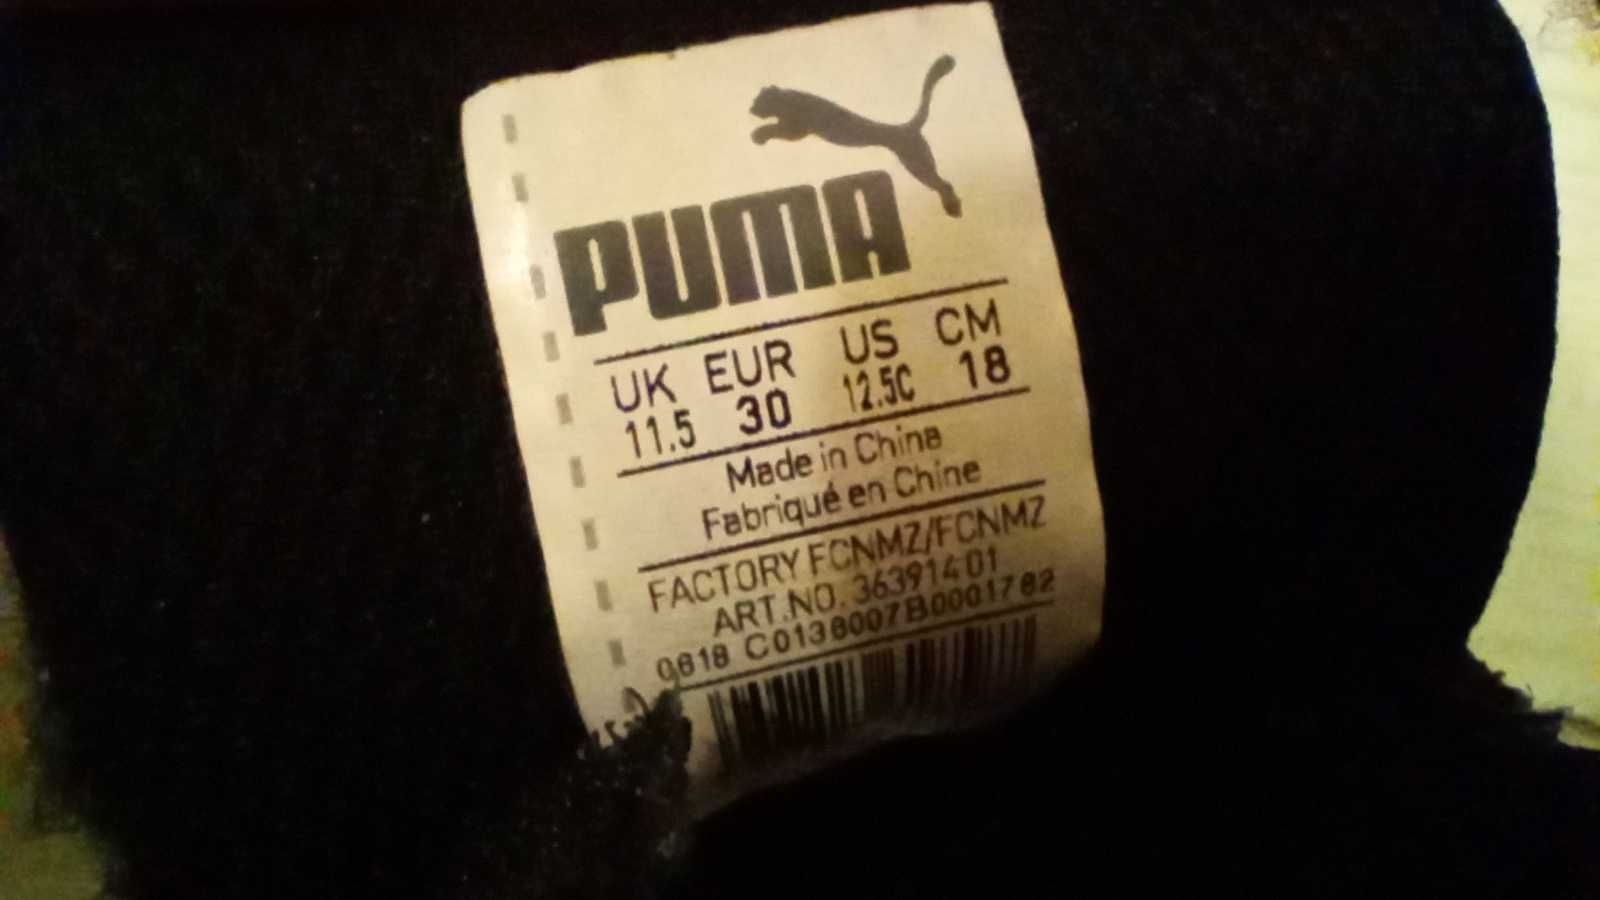 PUMA
UK EUR US CM
11.5 30 12.5C 18
Made in China
Fabriqué en Chine
FACTORY FCNMZ/FCNMZ
ART.NO. 36391401
0618 C0138007B0001782